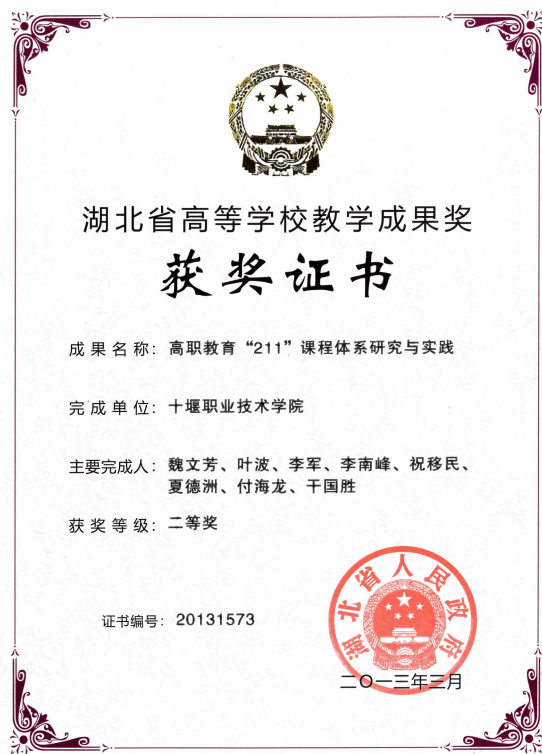 湖北省高等学校教学成果奖
获奖证书
成果名称：高职教育“211”课程体系研究与实践
完成单位：十堰职业技术学院
主要完成人：魏文芳、叶波、李军、李南峰、祝移民、
夏德洲、付海龙、干国胜
获奖等级：二等奖
湖北省人民政府
证书编号：20131573
二〇一三年三月